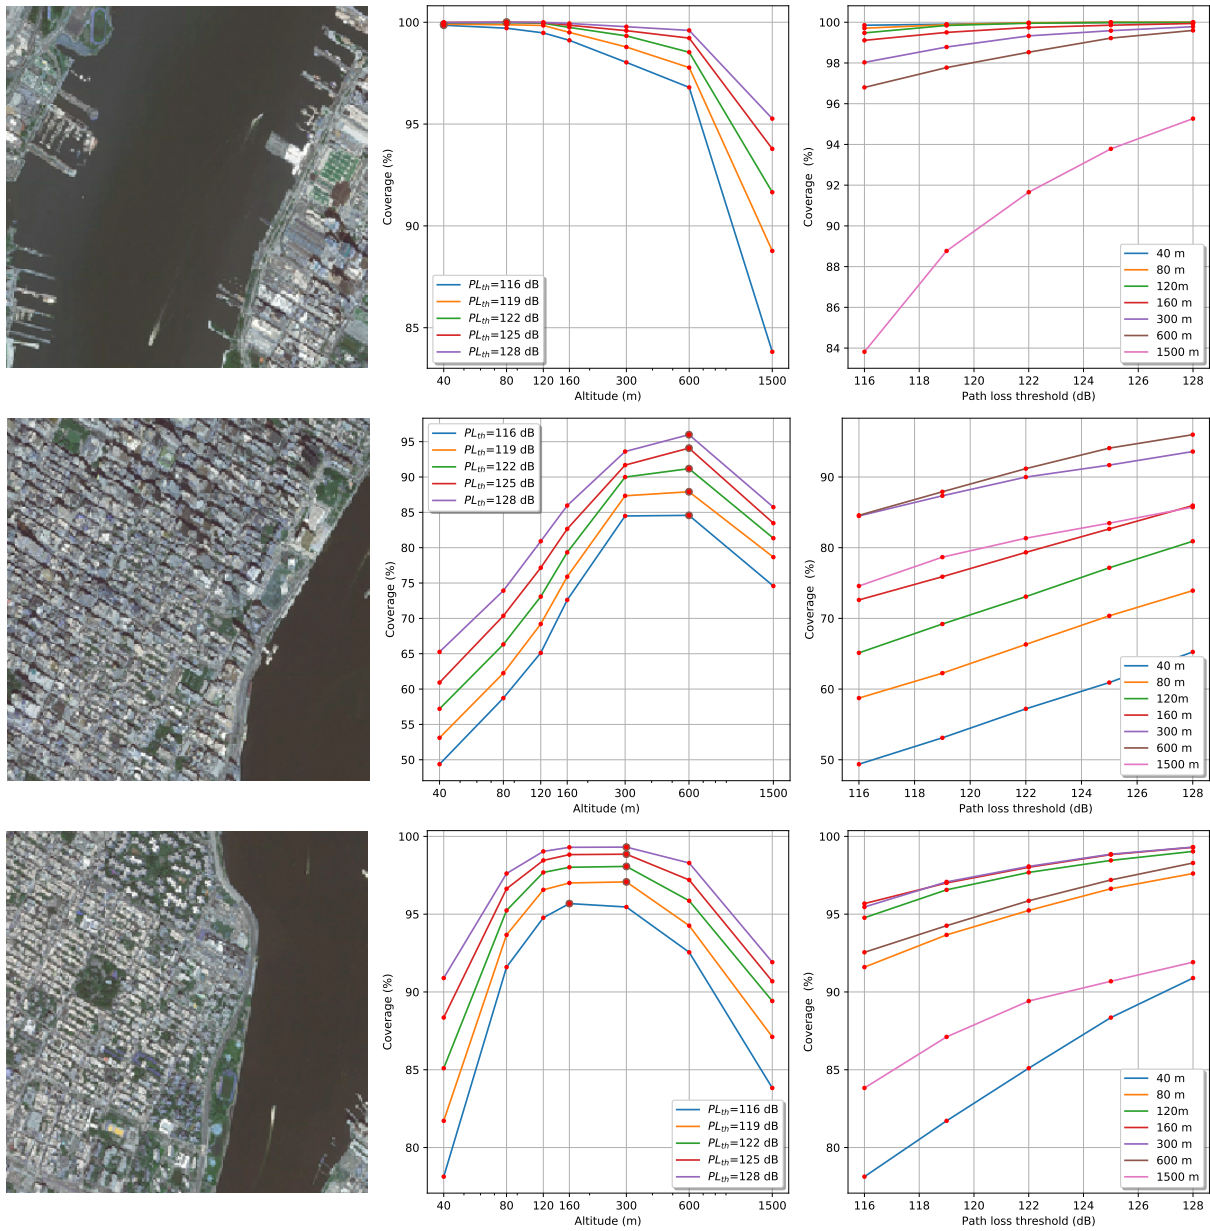 100
95
90
85
Coverage (%)
40 80 120 160 300 600 1500
Altitude (m)
PLth=116 dB
PLth=119 dB
PLth=122 dB
PLth=125 dB
PLth=128 dB
100
98
96
94
92
90
88
86
84
Coverage (%)
116 118 120 122 124 126 128
Path loss threshold (dB)
40 m
80 m
120m
160 m
300 m
600 m
1500 m
95
90
85
80
75
70
65
60
55
50
Coverage (%)
40 80 120 160 300 600 1500
Altitude (m)
PLth=116 dB
PLth=119 dB
PLth=122 dB
PLth=125 dB
PLth=128 dB
90
80
70
60
50
Coverage (%)
116 118 120 122 124 126 128
Path loss threshold (dB)
40 m
80 m
120m
160 m
300 m
600 m
1500 m
100
95
90
85
80
Coverage (%)
40 80 120 160 300 600 1500
Altitude (m)
PLth=116 dB
PLth=119 dB
PLth=122 dB
PLth=125 dB
PLth=128 dB
100
95
90
85
80
Coverage (%)
116 118 120 122 124 126 128
Path loss threshold (dB)
40 m
80 m
120m
160 m
300 m
600 m
1500 m